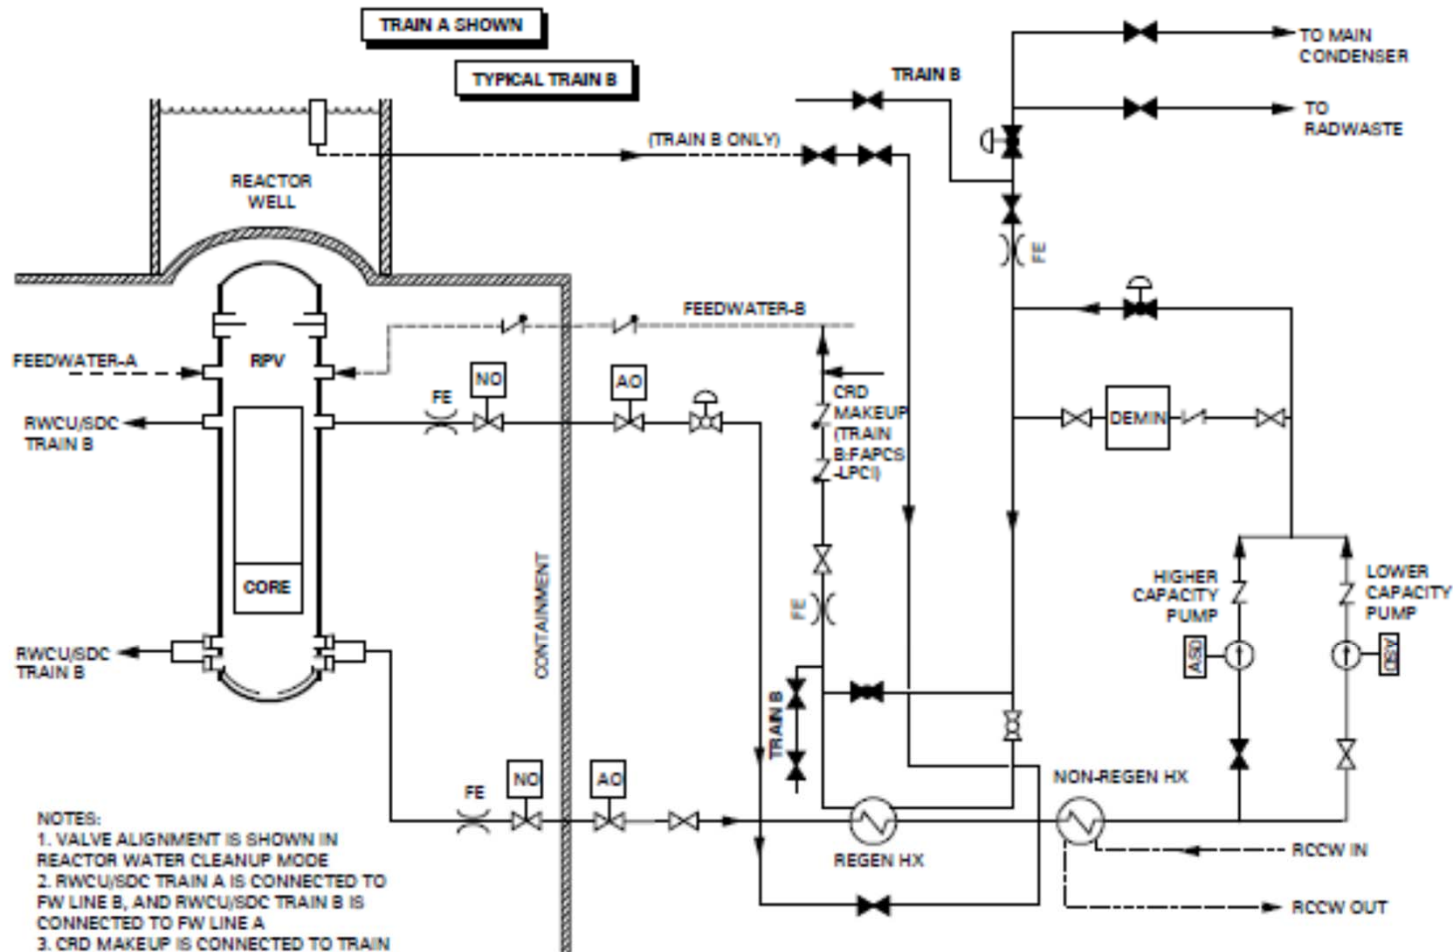 TRAIN A SHOWN
TYPICAL TRAIN B
TRAIN B
TO MAIN
CONDENSER
TO
RADWASTE
(TRAIN B ONLY)
REACTOR
WELL
FE
FEEDWATER-B
FEEDWATER-A
RPV
FE
NO
AO
CRD
MAKEUP
(TRAIN
B:FAPCS
-LPCI)
DEMIN
RWCU/SDC
TRAIN B
CORE
CONTAINMENT
HIGHER
CAPACITY
PUMP
LOWER
CAPACITY
PUMP
FE
ASD
ASD
RWCU/SDC
TRAIN B
TRAIN B
FE
NO
AO
NON-REGEN HX
REGEN HX
RCCW IN
RCCW OUT
NOTES:
1. VALVE ALIGNMENT IS SHOWN IN
REACTOR WATER CLEANUP MODE
2. RWCU/SDC TRAIN A IS CONNECTED TO
FW LINE B, AND RWCU/SDC TRAIN B IS
CONNECTED TO FW LINE A
3. CRD MAKEUP IS CONNECTED TO TRAIN